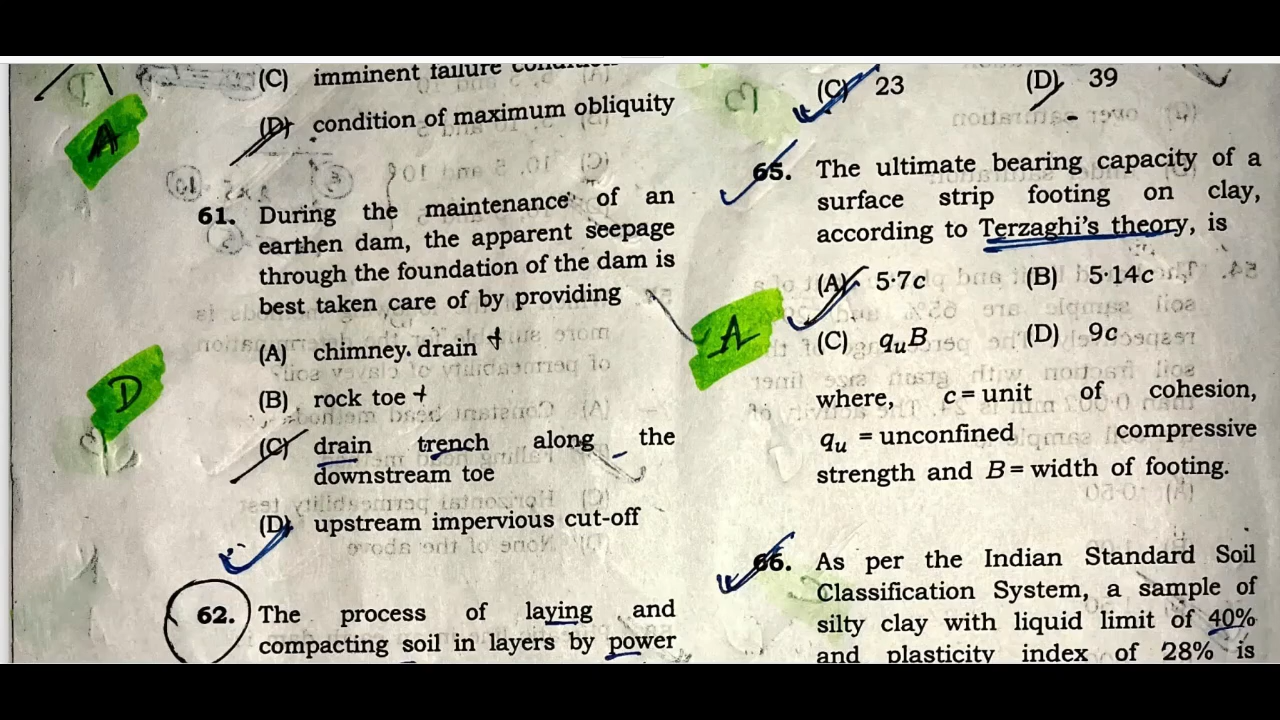 (C) imminent failure
(D) condition of maximum obliquity
A
61. During the maintenance of an
earthen dam, the apparent seepage
through the foundation of the dam is
best taken care of by providing
(A) chimney drain
(B) rock toe
D
(C) drain trench along the
downstream toe
(D) upstream impervious cut-off
62. The process of laying and
compacting soil in layers by power
(C) 23 (D) 39
65. The ultimate bearing capacity of a
surface strip footing on clay,
according to Terzaghi's theory, is
(A) 5·7c (B) 5·14c
A
(C) quB (D) 9c
where, c = unit of cohesion,
qu = unconfined compressive
strength and B = width of footing.
66. As per the Indian Standard Soil
Classification System, a sample of
silty clay with liquid limit of 40%
and plasticity index of 28% is